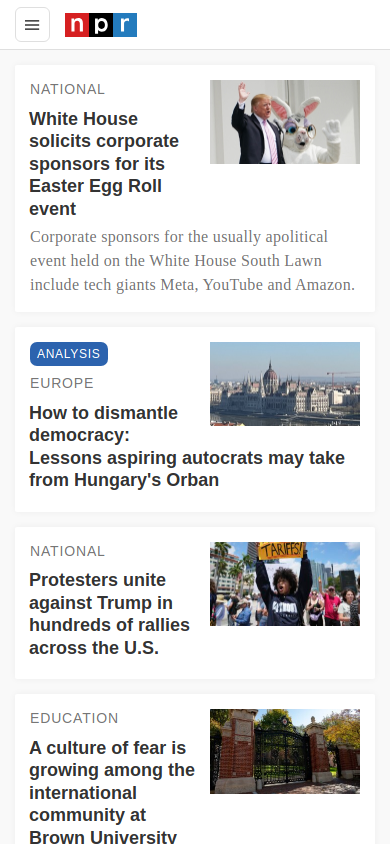 npr
NATIONAL
White House
solicits corporate
sponsors for its
Easter Egg Roll
event
Corporate sponsors for the usually apolitical
event held on the White House South Lawn
include tech giants Meta, YouTube and Amazon.
ANALYSIS
EUROPE
How to dismantle
democracy:
Lessons aspiring autocrats may take
from Hungary's Orban
NATIONAL
Protesters unite
against Trump in
hundreds of rallies
across the U.S.
TARIFFS!
EDUCATION
A culture of fear is
growing among the
international
community at
Brown University